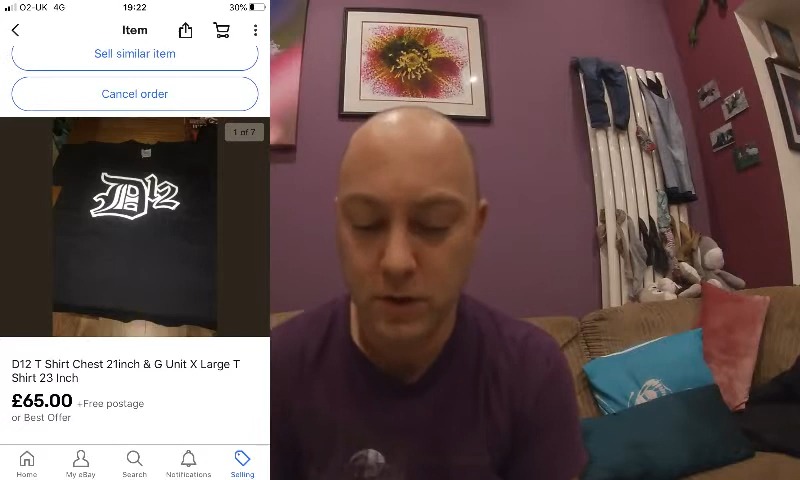 O2-UK 4G 19:22 30%
Item
Sell similar item
Cancel order
1 of 7
D12
D12 T Shirt Chest 21inch & G Unit X Large T
Shirt 23 Inch
£65.00 +Free postage
or Best Offer
Home My eBay Search Notifications Selling